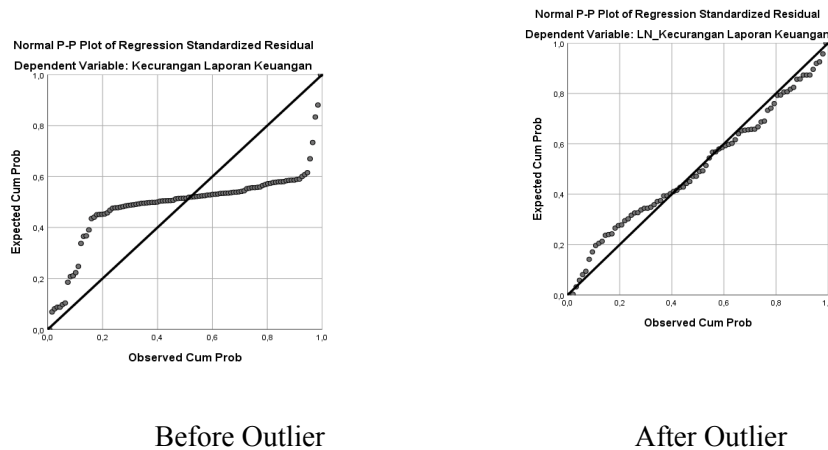 Normal P-P Plot of Regression Standardized Residual
Dependent Variable: Kecurangan Laporan Keuangan
1,0
0,8
0,6
0,4
0,2
0,0
0,0 0,2 0,4 0,6 0,8 1,0
Expected Cum Prob
Observed Cum Prob
Before Outlier
Normal P-P Plot of Regression Standardized Residual
Dependent Variable: LN_Kecurangan Laporan Keuangan
1,0
0,8
0,6
0,4
0,2
0,0
0,0 0,2 0,4 0,6 0,8 1,
Expected Cum Prob
Observed Cum Prob
After Outlier